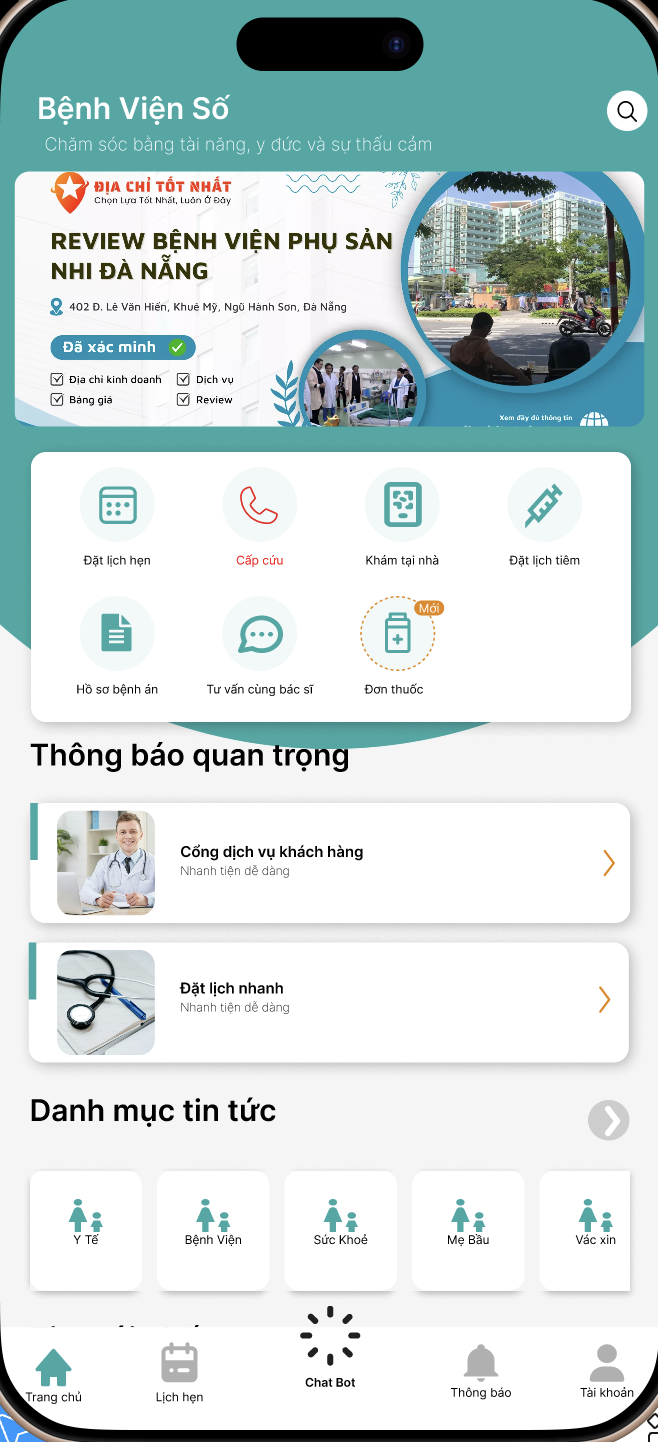 Bệnh Viện Số
Chăm sóc bằng tài năng, y đức và sự thấu cảm
ĐỊA CHỈ TỐT NHẤT
Chọn Lựa Tốt Nhất, Luôn Ở Đây
REVIEW BỆNH VIỆN PHỤ SẢN
NHI ĐÀ NẴNG
402 Đ. Lê Văn Hiến, Khuê Mỹ, Ngũ Hành Sơn, Đà Nẵng
Đã xác minh
Địa chỉ kinh doanh
Dịch vụ
Bảng giá
Review
Xem đầy đủ thông tin
Đặt lịch hẹn
Cấp cứu
Khám tại nhà
Đặt lịch tiêm
Mới
Hồ sơ bệnh án
Tư vấn cùng bác sĩ
Đơn thuốc
Thông báo quan trọng
Cổng dịch vụ khách hàng
Nhanh tiện dễ dàng
Đặt lịch nhanh
Nhanh tiện dễ dàng
Danh mục tin tức
Y Tế
Bệnh Viện
Sức Khoẻ
Mẹ Bầu
Vác xin
Trang chủ
Lịch hẹn
Chat Bot
Thông báo
Tài khoản